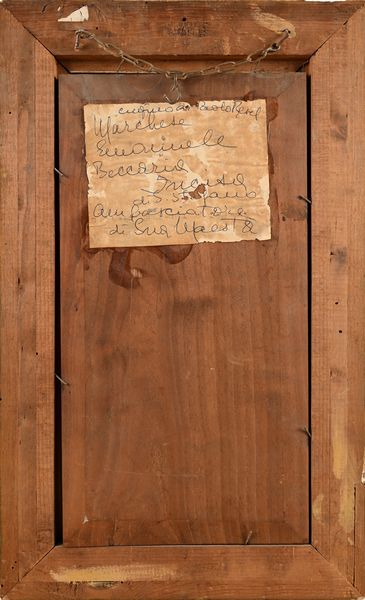 Marchese
Emanuele
Beccaria
Incisa
di S. Stefano
Ambasciatore
di Sua Maestà